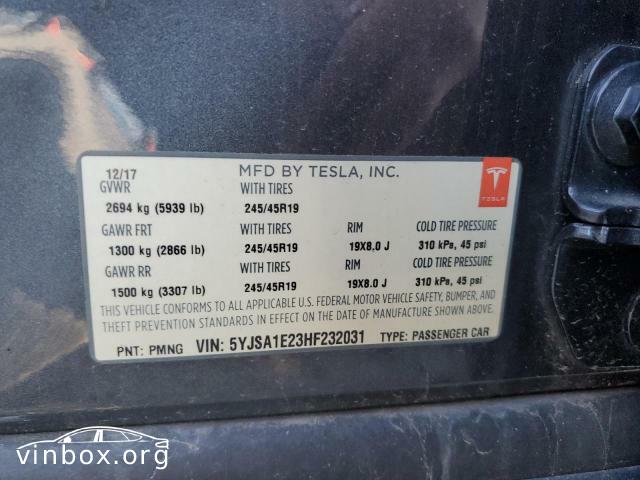 12/17 MFD BY TESLA, INC.
GVWR WITH TIRES TESLA
2694 kg (5939 lb) 245/45R19
GAWR FRT WITH TIRES RIM COLD TIRE PRESSURE
1300 kg (2866 lb) 245/45R19 19X8.0 J 310 kPa, 45 psi
GAWR RR WITH TIRES RIM COLD TIRE PRESSURE
1500 kg (3307 lb) 245/45R19 19X8.0 J 310 kPa, 45 psi
THIS VEHICLE CONFORMS TO ALL APPLICABLE U.S. FEDERAL MOTOR VEHICLE SAFETY, BUMPER, AND
THEFT PREVENTION STANDARDS IN EFFECT ON THE DATE OF MANUFACTURE SHOWN ABOVE.
PNT: PMNG VIN: 5YJSA1E23HF232031 TYPE: PASSENGER CAR
vinbox.org